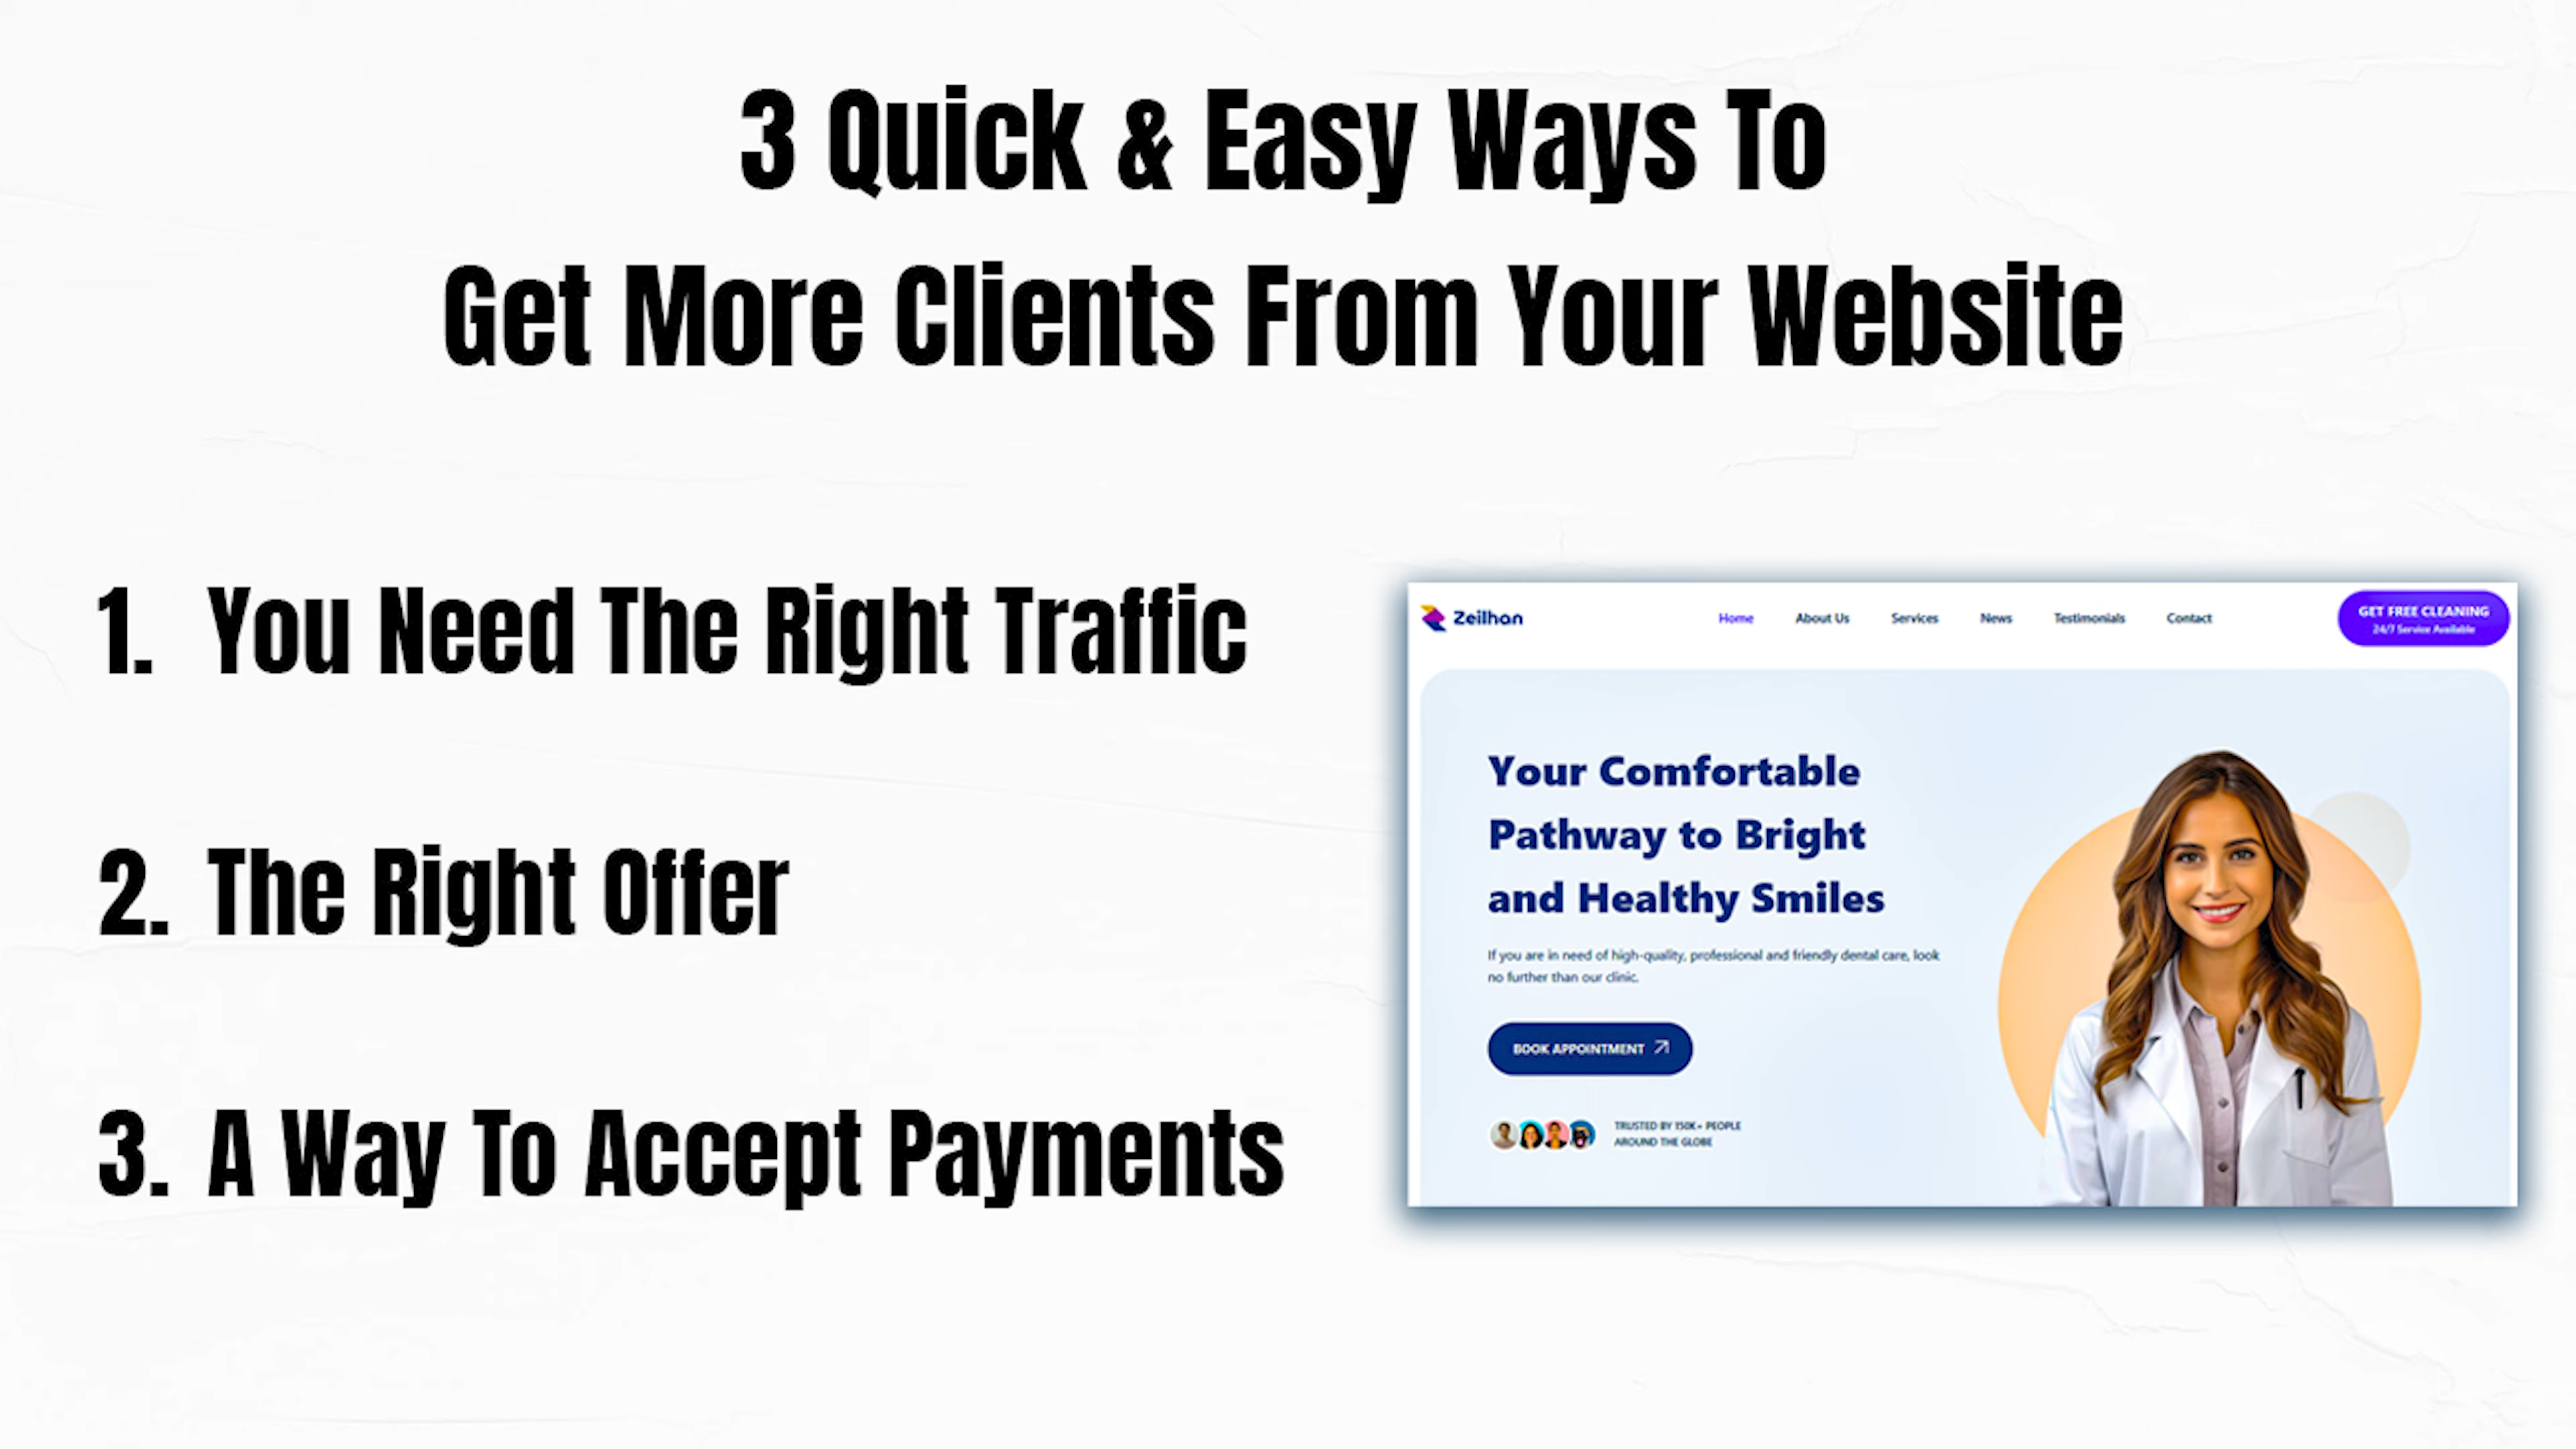 3 Quick & Easy Ways To
Get More Clients From Your Website
1. You Need The Right Traffic
2. The Right Offer
3. A Way To Accept Payments
Zeilhan
Home About Us Services News Testimonials Contact
GET FREE CLEANING
24/7 Service Available
Your Comfortable
Pathway to Bright
and Healthy Smiles
If you are in need of high-quality, professional and friendly dental care, look
no further than our clinic.
BOOK APPOINTMENT
TRUSTED BY 150K+ PEOPLE
AROUND THE GLOBE